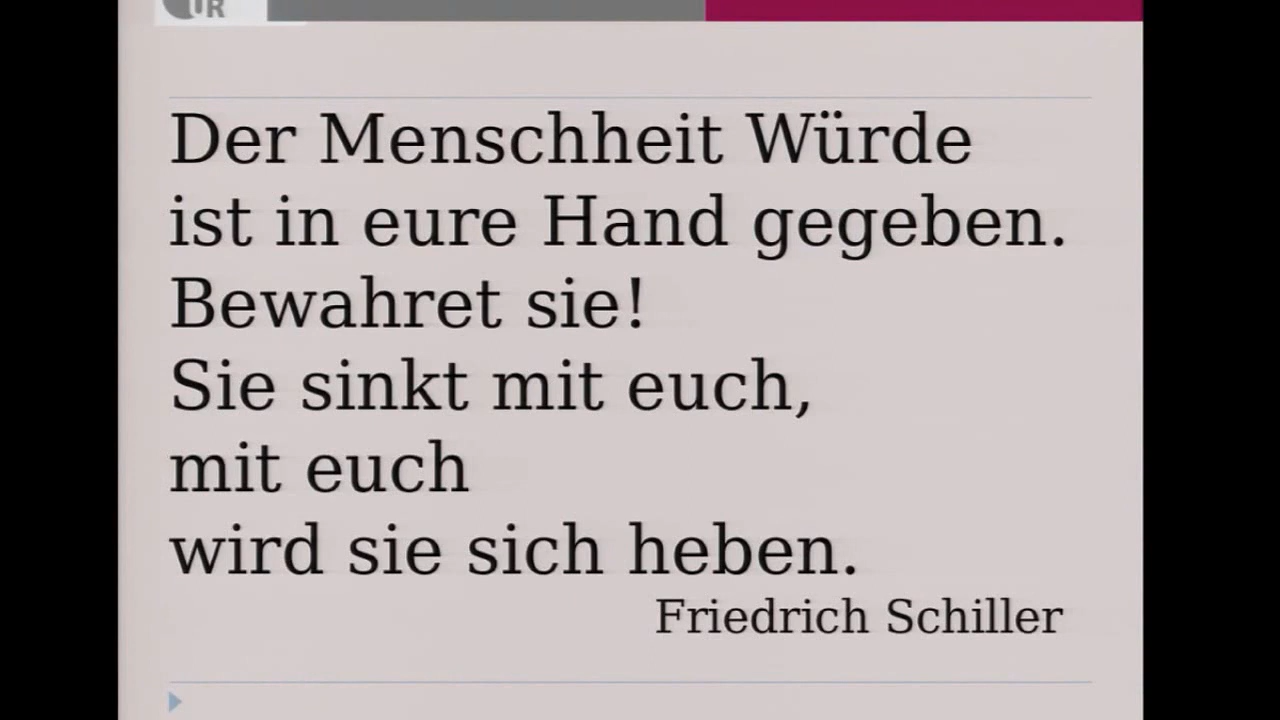 UR
Der Menschheit Würde
ist in eure Hand gegeben.
Bewahret sie!
Sie sinkt mit euch,
mit euch
wird sie sich heben.
Friedrich Schiller